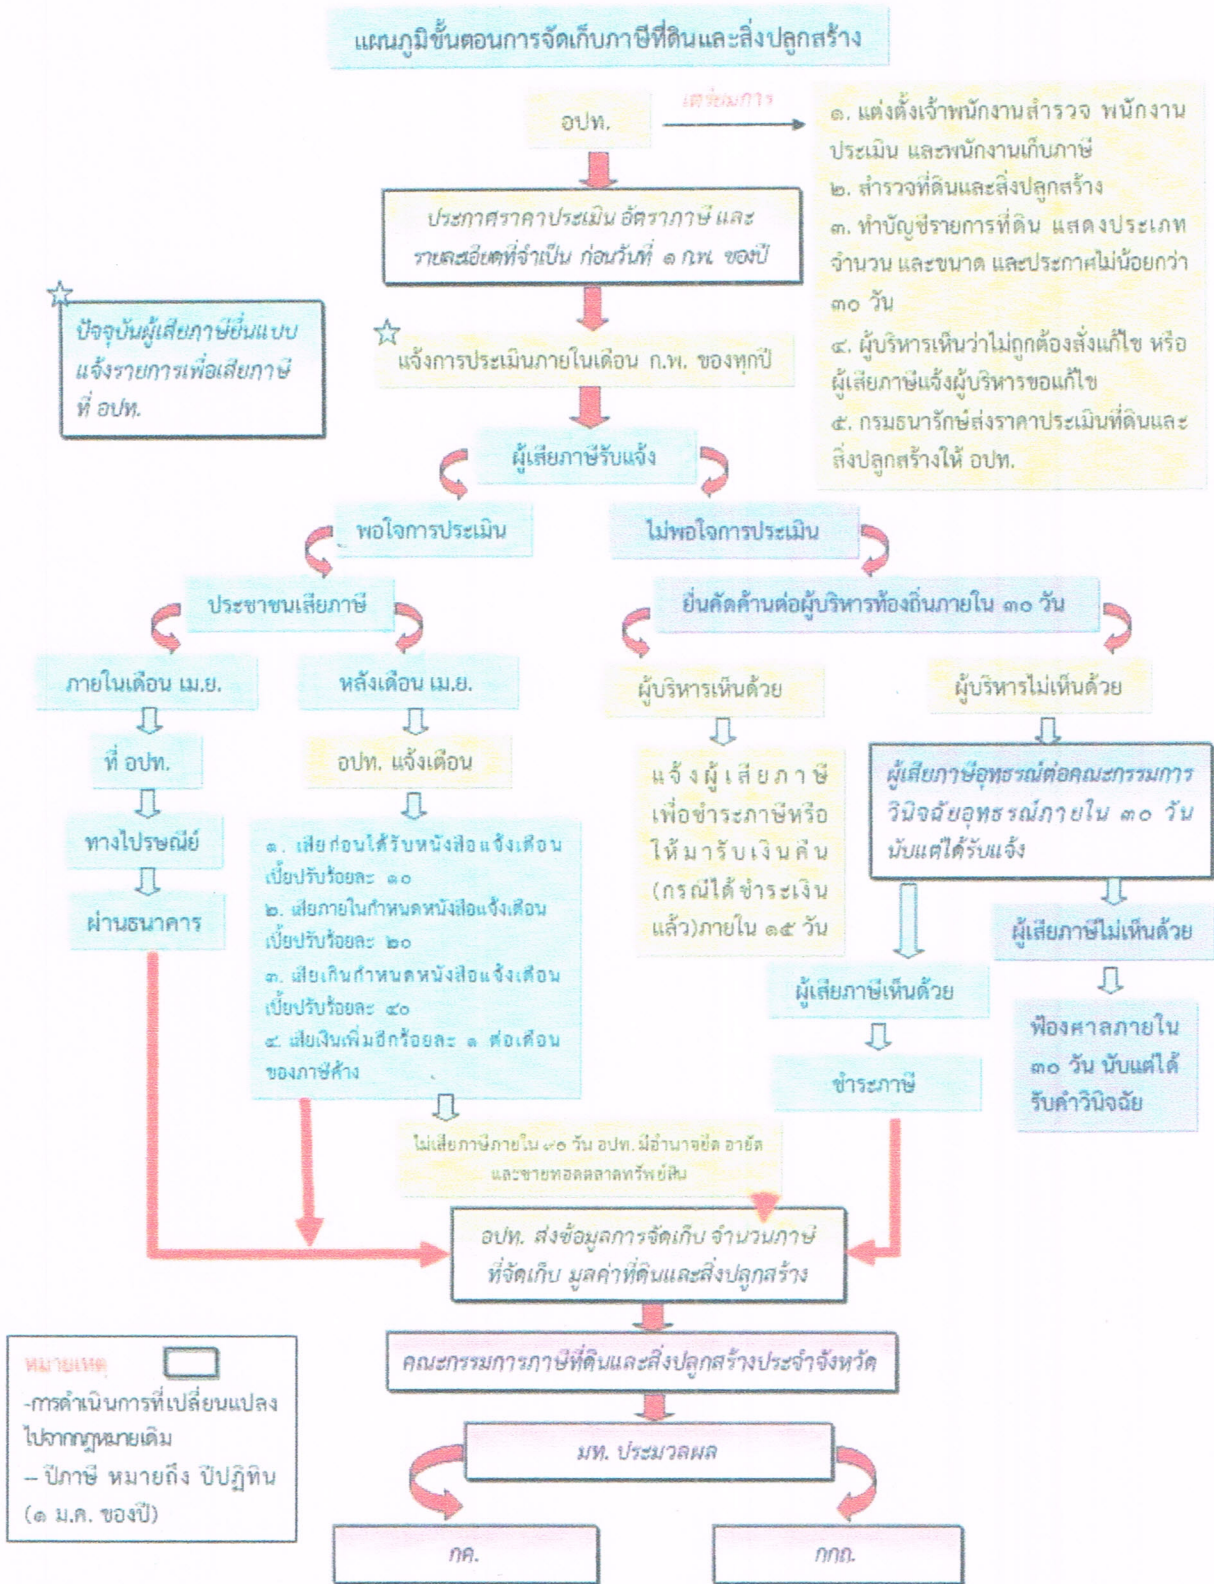 แผนภูมิขั้นตอนการจัดเก็บภาษีที่ดินและสิ่งปลูกสร้าง
อปท.
เตรียมการ
๑. แต่งตั้งเจ้าพนักงานสำรวจ พนักงาน
ประเมิน และพนักงานเก็บภาษี
๒. สำรวจที่ดินและสิ่งปลูกสร้าง
๓. ทำบัญชีรายการที่ดิน แสดงประเภท
จำนวน และขนาด และประกาศไม่น้อยกว่า
๓๐ วัน
๔. ผู้บริหารเห็นว่าไม่ถูกต้องสั่งแก้ไข หรือ
ผู้เสียภาษีแจ้งผู้บริหารขอแก้ไข
๕. กรมธนารักษ์ส่งราคาประเมินที่ดินและ
สิ่งปลูกสร้างให้ อปท.
ประกาศราคาประเมิน อัตราภาษี และ
รายละเอียดที่จำเป็น ก่อนวันที่ ๑ ก.พ. ของปี
ปัจจุบันผู้เสียภาษียื่นแบบ
แจ้งรายการเพื่อเสียภาษี
ที่ อปท.
แจ้งการประเมินภายในเดือน ก.พ. ของทุกปี
ผู้เสียภาษีรับแจ้ง
พอใจการประเมิน
ไม่พอใจการประเมิน
ประชาชนเสียภาษี
ยื่นคัดค้านต่อผู้บริหารท้องถิ่นภายใน ๓๐ วัน
ภายในเดือน เม.ย.
หลังเดือน เม.ย.
ผู้บริหารเห็นด้วย
ผู้บริหารไม่เห็นด้วย
ที่ อปท.
อปท. แจ้งเตือน
แจ้งผู้เสียภาษี
เพื่อชำระภาษีหรือ
ให้มารับเงินคืน
(กรณีได้ชำระเงิน
แล้ว)ภายใน ๑๕ วัน
ผู้เสียภาษีอุทธรณ์ต่อคณะกรรมการ
วินิจฉัยอุทธรณ์ภายใน ๓๐ วัน
นับแต่ได้รับแจ้ง
ทางไปรษณีย์
ผ่านธนาคาร
๑. เสียก่อนได้รับหนังสือแจ้งเตือน
เบี้ยปรับร้อยละ ๑๐
๒. เสียภายในกำหนดหนังสือแจ้งเตือน
เบี้ยปรับร้อยละ ๒๐
๓. เสียเกินกำหนดหนังสือแจ้งเตือน
เบี้ยปรับร้อยละ ๔๐
๔. เสียเงินเพิ่มอีกร้อยละ ๑ ต่อเดือน
ของภาษีค้าง
ผู้เสียภาษีไม่เห็นด้วย
ผู้เสียภาษีเห็นด้วย
ฟ้องศาลภายใน
๓๐ วัน นับแต่ได้
รับคำวินิจฉัย
ชำระภาษี
ไม่เสียภาษีภายใน ๙๐ วัน อปท. มีอำนาจยึด อายัด
และขายทอดตลาดทรัพย์สิน
อปท. ส่งข้อมูลการจัดเก็บ จำนวนภาษี
ที่จัดเก็บ มูลค่าที่ดินและสิ่งปลูกสร้าง
คณะกรรมการภาษีที่ดินและสิ่งปลูกสร้างประจำจังหวัด
มท. ประมวลผล
กค.
กกถ.
หมายเหตุ
-การดำเนินการที่เปลี่ยนแปลง
ไปจากกฎหมายเดิม
– ปีภาษี หมายถึง ปีปฏิทิน
(๑ ม.ค. ของปี)